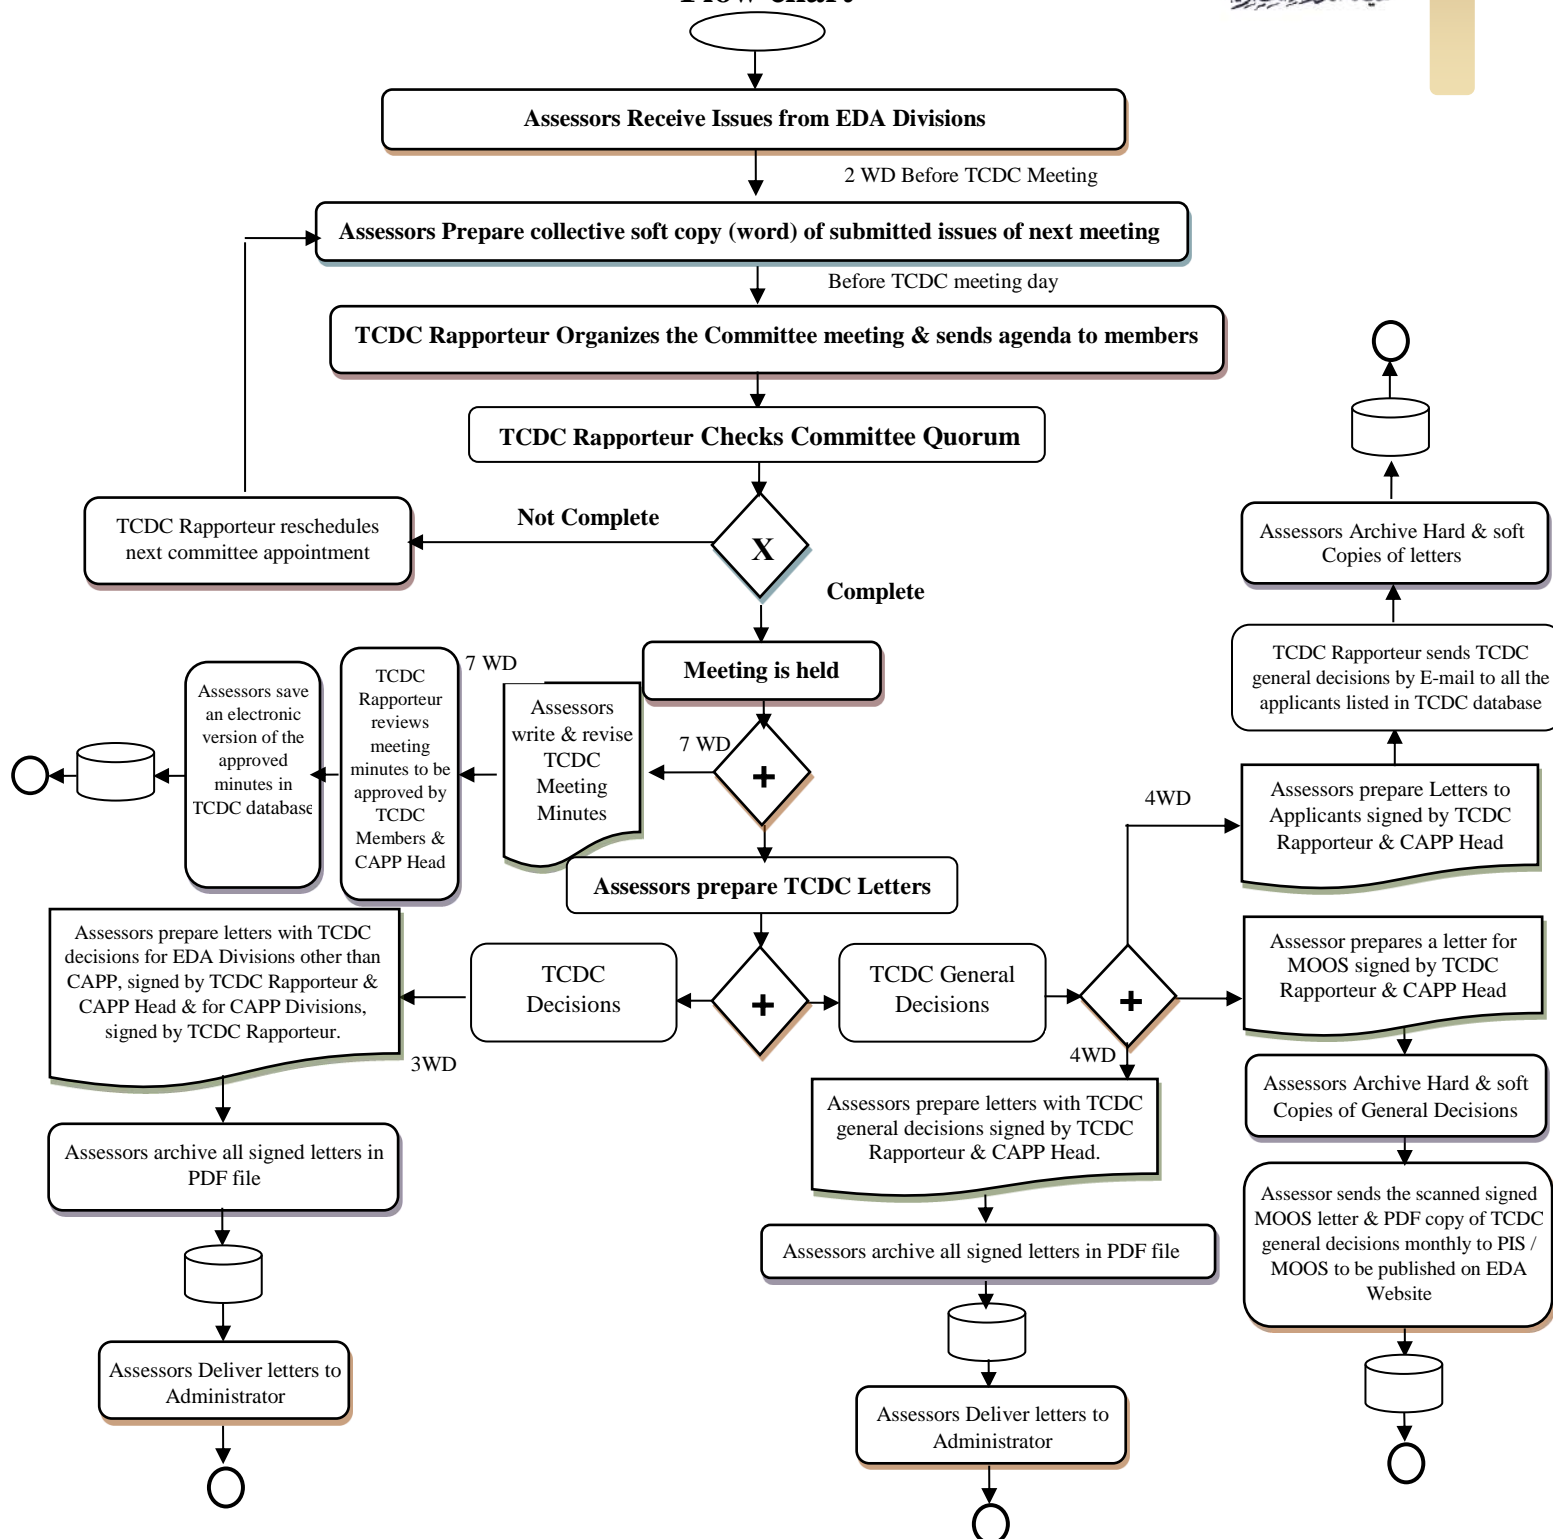 Flow chart
Assessors Receive Issues from EDA Divisions
2 WD Before TCDC Meeting
Assessors Prepare collective soft copy (word) of submitted issues of next meeting
Before TCDC meeting day
TCDC Rapporteur Organizes the Committee meeting & sends agenda to members
TCDC Rapporteur Checks Committee Quorum
X
Not Complete
TCDC Rapporteur reschedules
next committee appointment
Complete
Meeting is held
+
7 WD
Assessors
write & revise
TCDC
Meeting
Minutes
7 WD
TCDC
Rapporteur
reviews
meeting
minutes to be
approved by
TCDC
Members &
CAPP Head
Assessors save
an electronic
version of the
approved
minutes in
TCDC database
Assessors prepare TCDC Letters
+
TCDC
Decisions
Assessors prepare letters with TCDC
decisions for EDA Divisions other than
CAPP, signed by TCDC Rapporteur &
CAPP Head & for CAPP Divisions,
signed by TCDC Rapporteur.
3WD
Assessors archive all signed letters in
PDF file
Assessors Deliver letters to
Administrator
TCDC General
Decisions
+
4WD
Assessors prepare letters with TCDC
general decisions signed by TCDC
Rapporteur & CAPP Head.
Assessors archive all signed letters in PDF file
Assessors Deliver letters to
Administrator
4WD
Assessors prepare Letters to
Applicants signed by TCDC
Rapporteur & CAPP Head
TCDC Rapporteur sends TCDC
general decisions by E-mail to all the
applicants listed in TCDC database
Assessors Archive Hard & soft
Copies of letters
Assessor prepares a letter for
MOOS signed by TCDC
Rapporteur & CAPP Head
Assessors Archive Hard & soft
Copies of General Decisions
Assessor sends the scanned signed
MOOS letter & PDF copy of TCDC
general decisions monthly to PIS /
MOOS to be published on EDA
Website